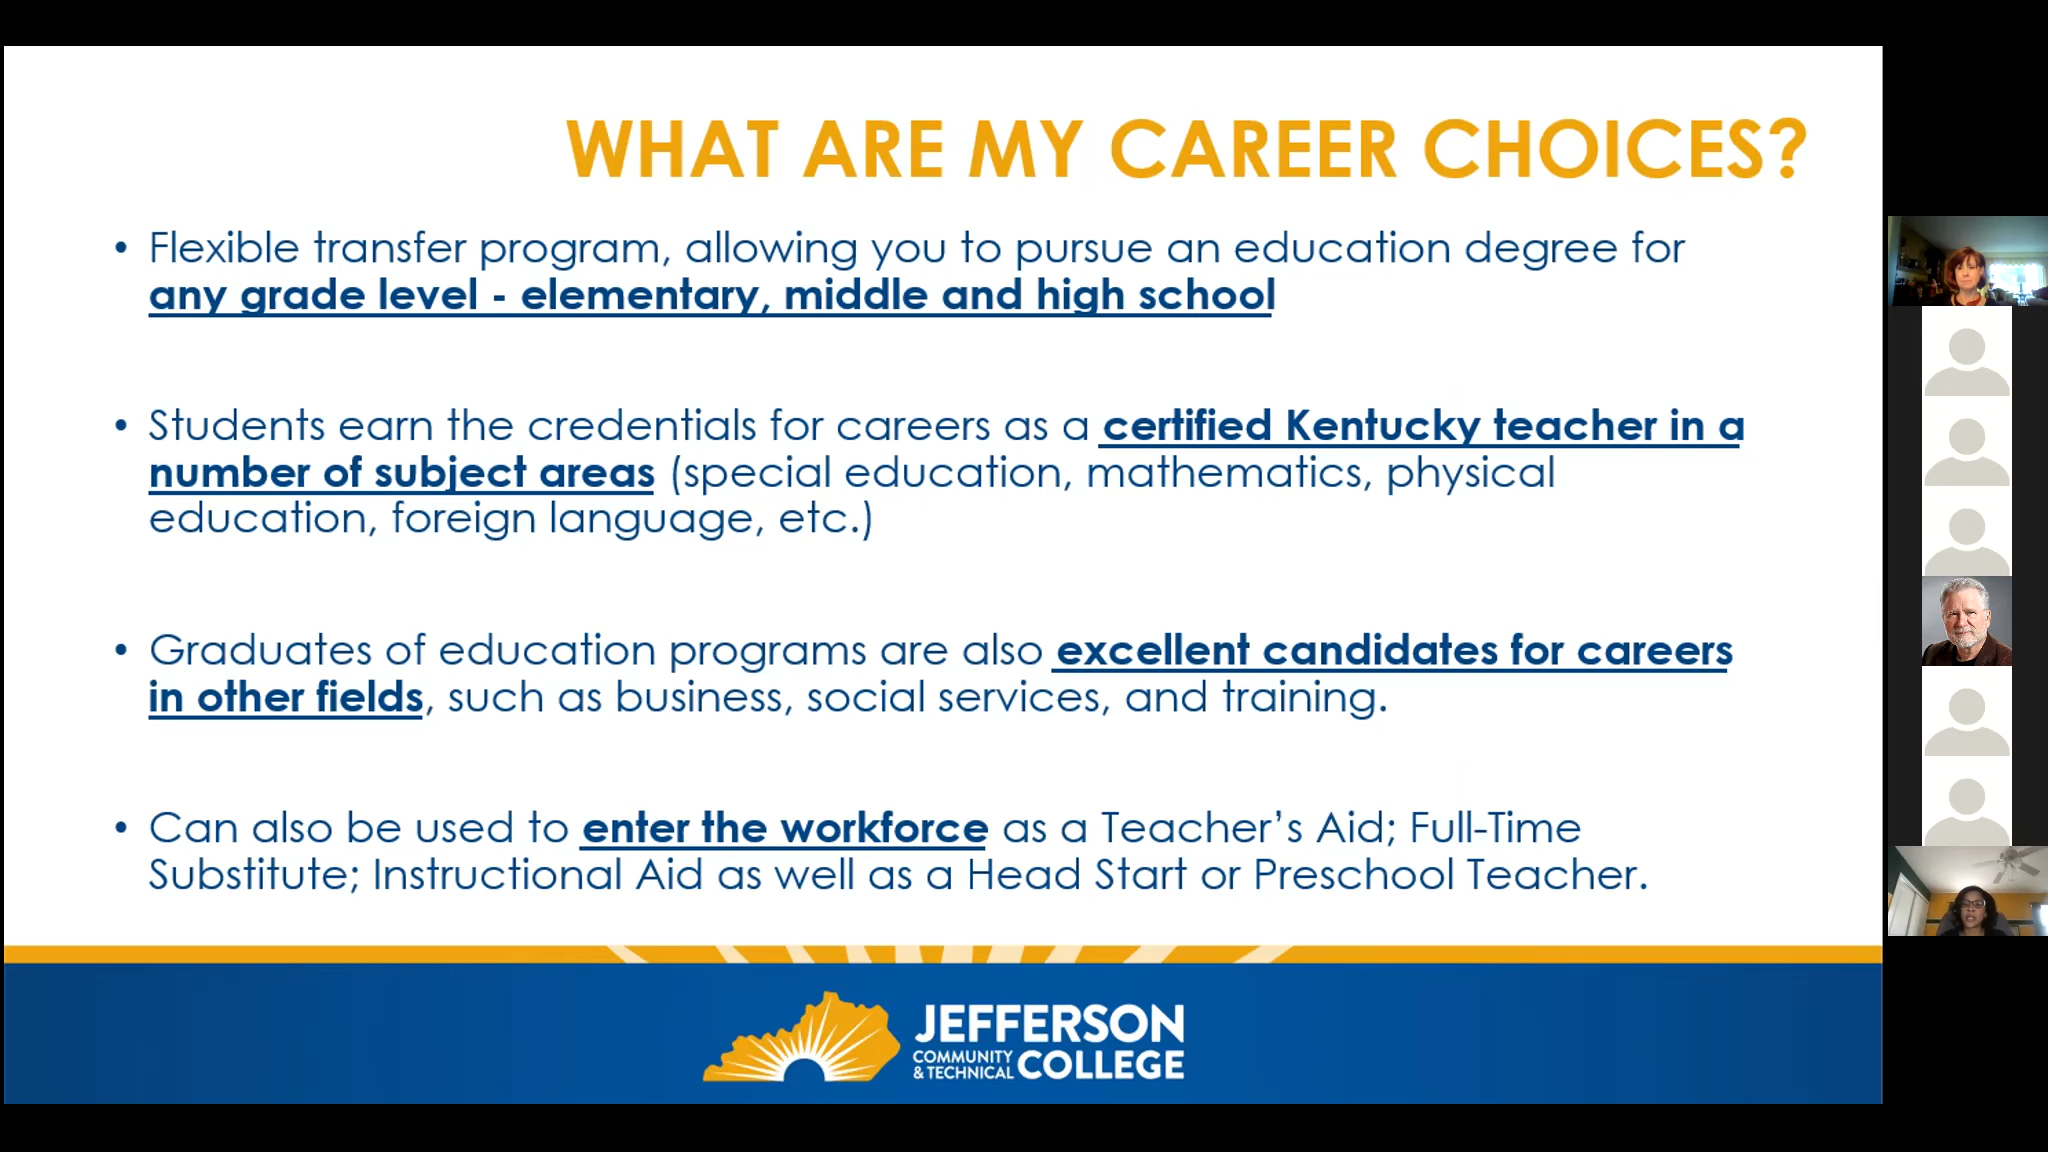 WHAT ARE MY CAREER CHOICES?
• Flexible transfer program, allowing you to pursue an education degree for
any grade level - elementary, middle and high school
• Students earn the credentials for careers as a certified Kentucky teacher in a
number of subject areas (special education, mathematics, physical
education, foreign language, etc.)
• Graduates of education programs are also excellent candidates for careers
in other fields, such as business, social services, and training.
• Can also be used to enter the workforce as a Teacher’s Aid; Full-Time
Substitute; Instructional Aid as well as a Head Start or Preschool Teacher.
JEFFERSON
COMMUNITY
& TECHNICAL COLLEGE